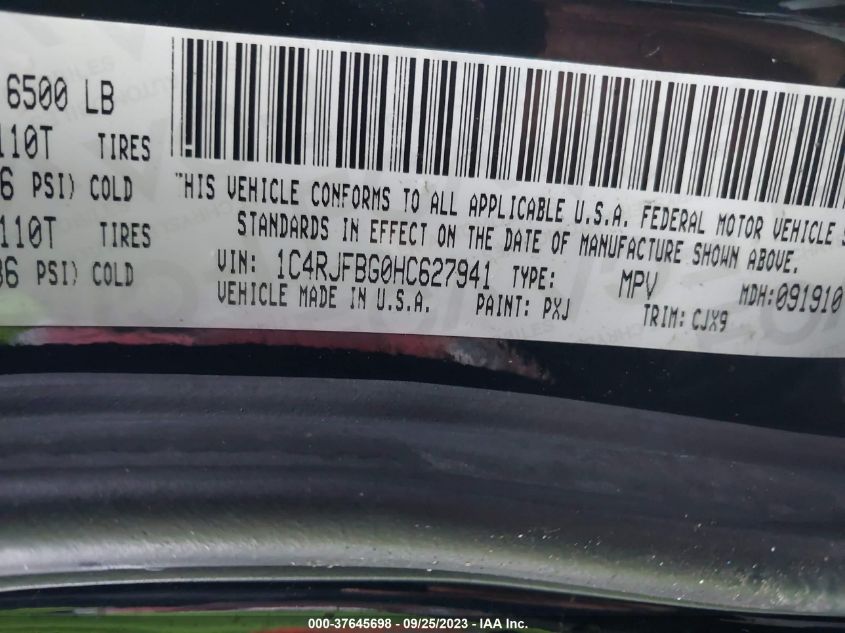 6500 LB
110T TIRES
6 PSI) COLD
110T TIRES
36 PSI) COLD
HIS VEHICLE CONFORMS TO ALL APPLICABLE U.S.A. FEDERAL MOTOR VEHICLE S
STANDARDS IN EFFECT ON THE DATE OF MANUFACTURE SHOWN ABOVE.
VIN: 1C4RJFBG0HC627941 TYPE: MPV MDH:091910
VEHICLE MADE IN U.S.A. PAINT: PXJ TRIM: CJX9
000-37645698 - 09/25/2023 - IAA Inc.